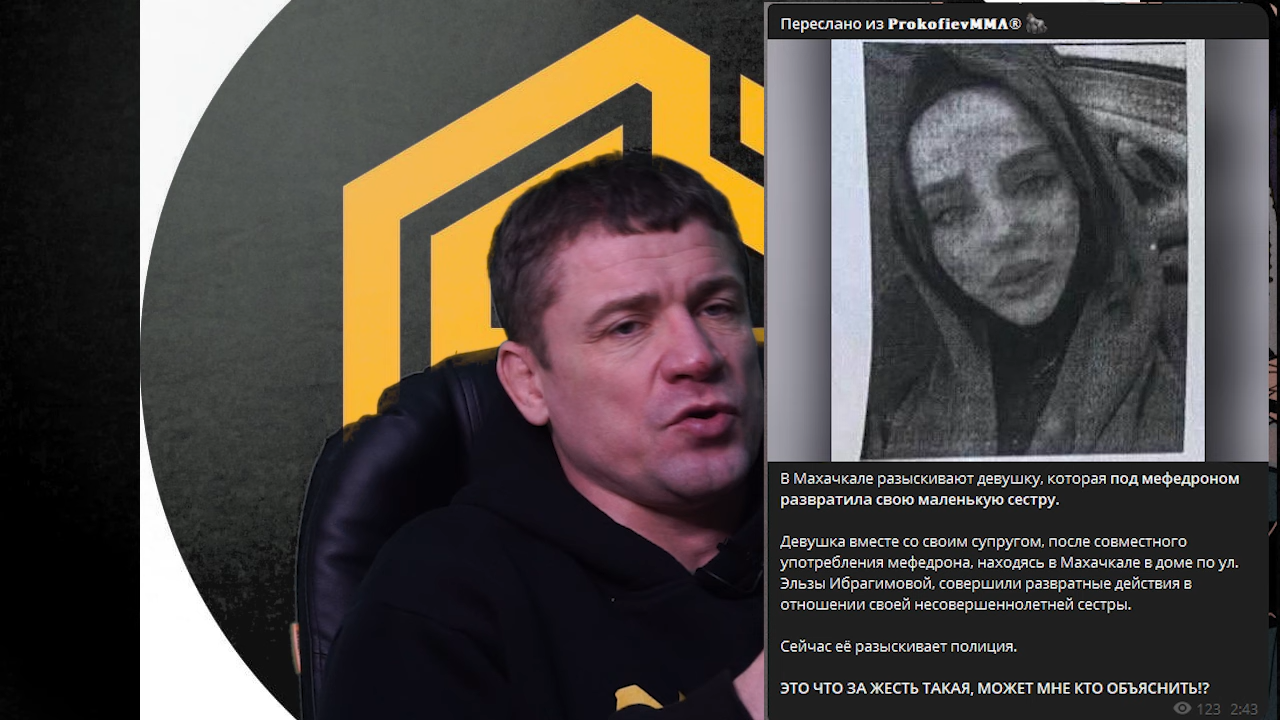 Переслано из ProkofievMMA®
В Махачкале разыскивают девушку, которая под мефедроном
развратила свою маленькую сестру.
Девушка вместе со своим супругом, после совместного
употребления мефедрона, находясь в Махачкале в доме по ул.
Эльзы Ибрагимовой, совершили развратные действия в
отношении своей несовершеннолетней сестры.
Сейчас её разыскивает полиция.
ЭТО ЧТО ЗА ЖЕСТЬ ТАКАЯ, МОЖЕТ МНЕ КТО ОБЪЯСНИТЬ!?
123 2:43